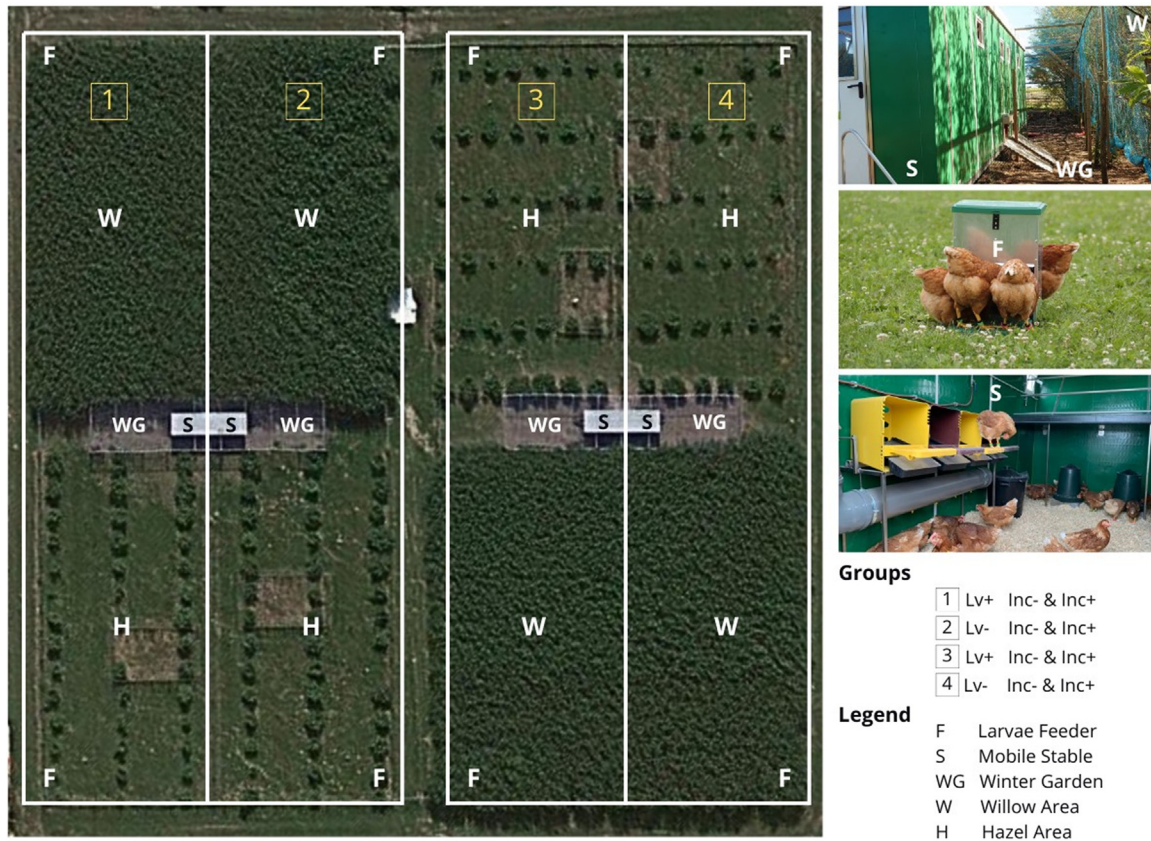 F F F F W
1 2 3 4
S WG
W W H H
F
S
WG S S WG WG S S WG
Groups
1 Lv+ Inc- & Inc+
2 Lv- Inc- & Inc+
H H W W
3 Lv+ Inc- & Inc+
4 Lv- Inc- & Inc+
Legend
F Larvae Feeder
S Mobile Stable
F F F F
WG Winter Garden
W Willow Area
H Hazel Area